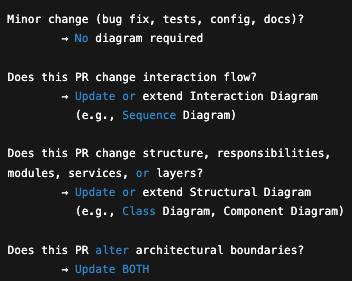 Minor change (bug fix, tests, config, docs)?
→ No diagram required
Does this PR change interaction flow?
→ Update or extend Interaction Diagram
(e.g., Sequence Diagram)
Does this PR change structure, responsibilities,
modules, services, or layers?
→ Update or extend Structural Diagram
(e.g., Class Diagram, Component Diagram)
Does this PR alter architectural boundaries?
→ Update BOTH